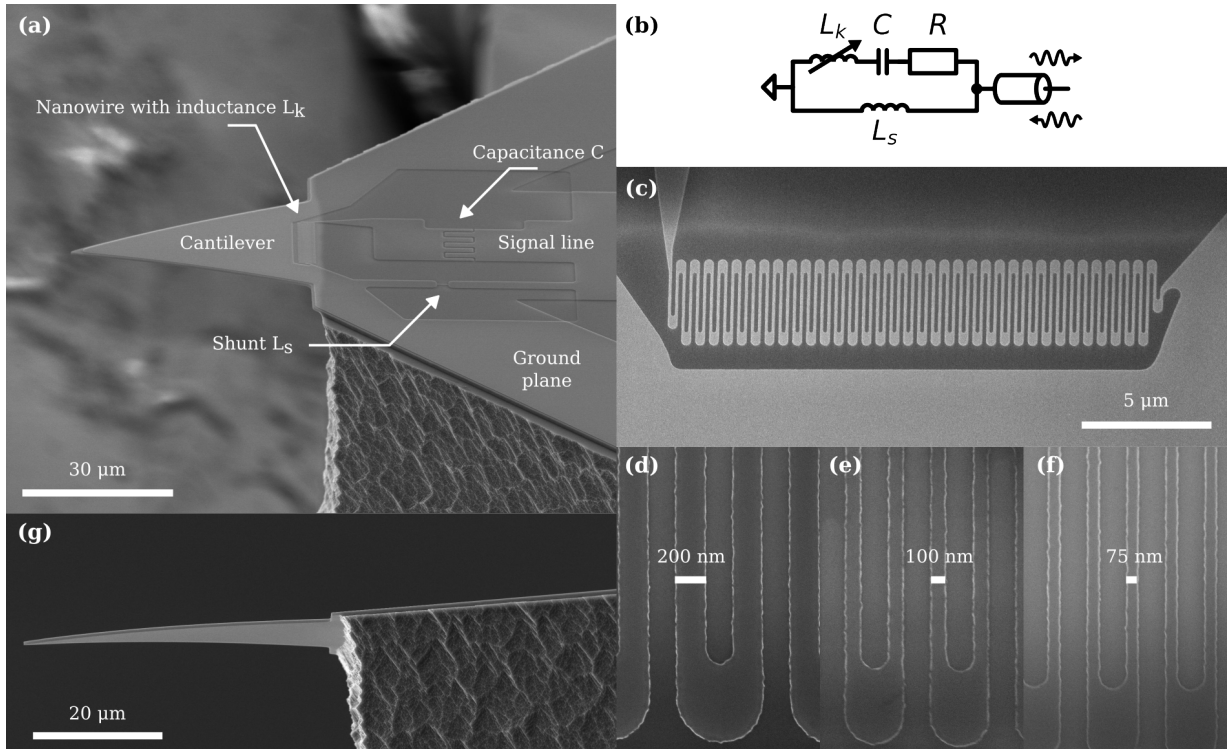 (a)
Nanowire with inductance Lk
Capacitance C
Cantilever
Signal line
Shunt Ls
Ground
plane
30 μm
(b)
Lk C R
Ls
(c)
5 μm
(d)
200 nm
(e)
100 nm
(f)
75 nm
(g)
20 μm